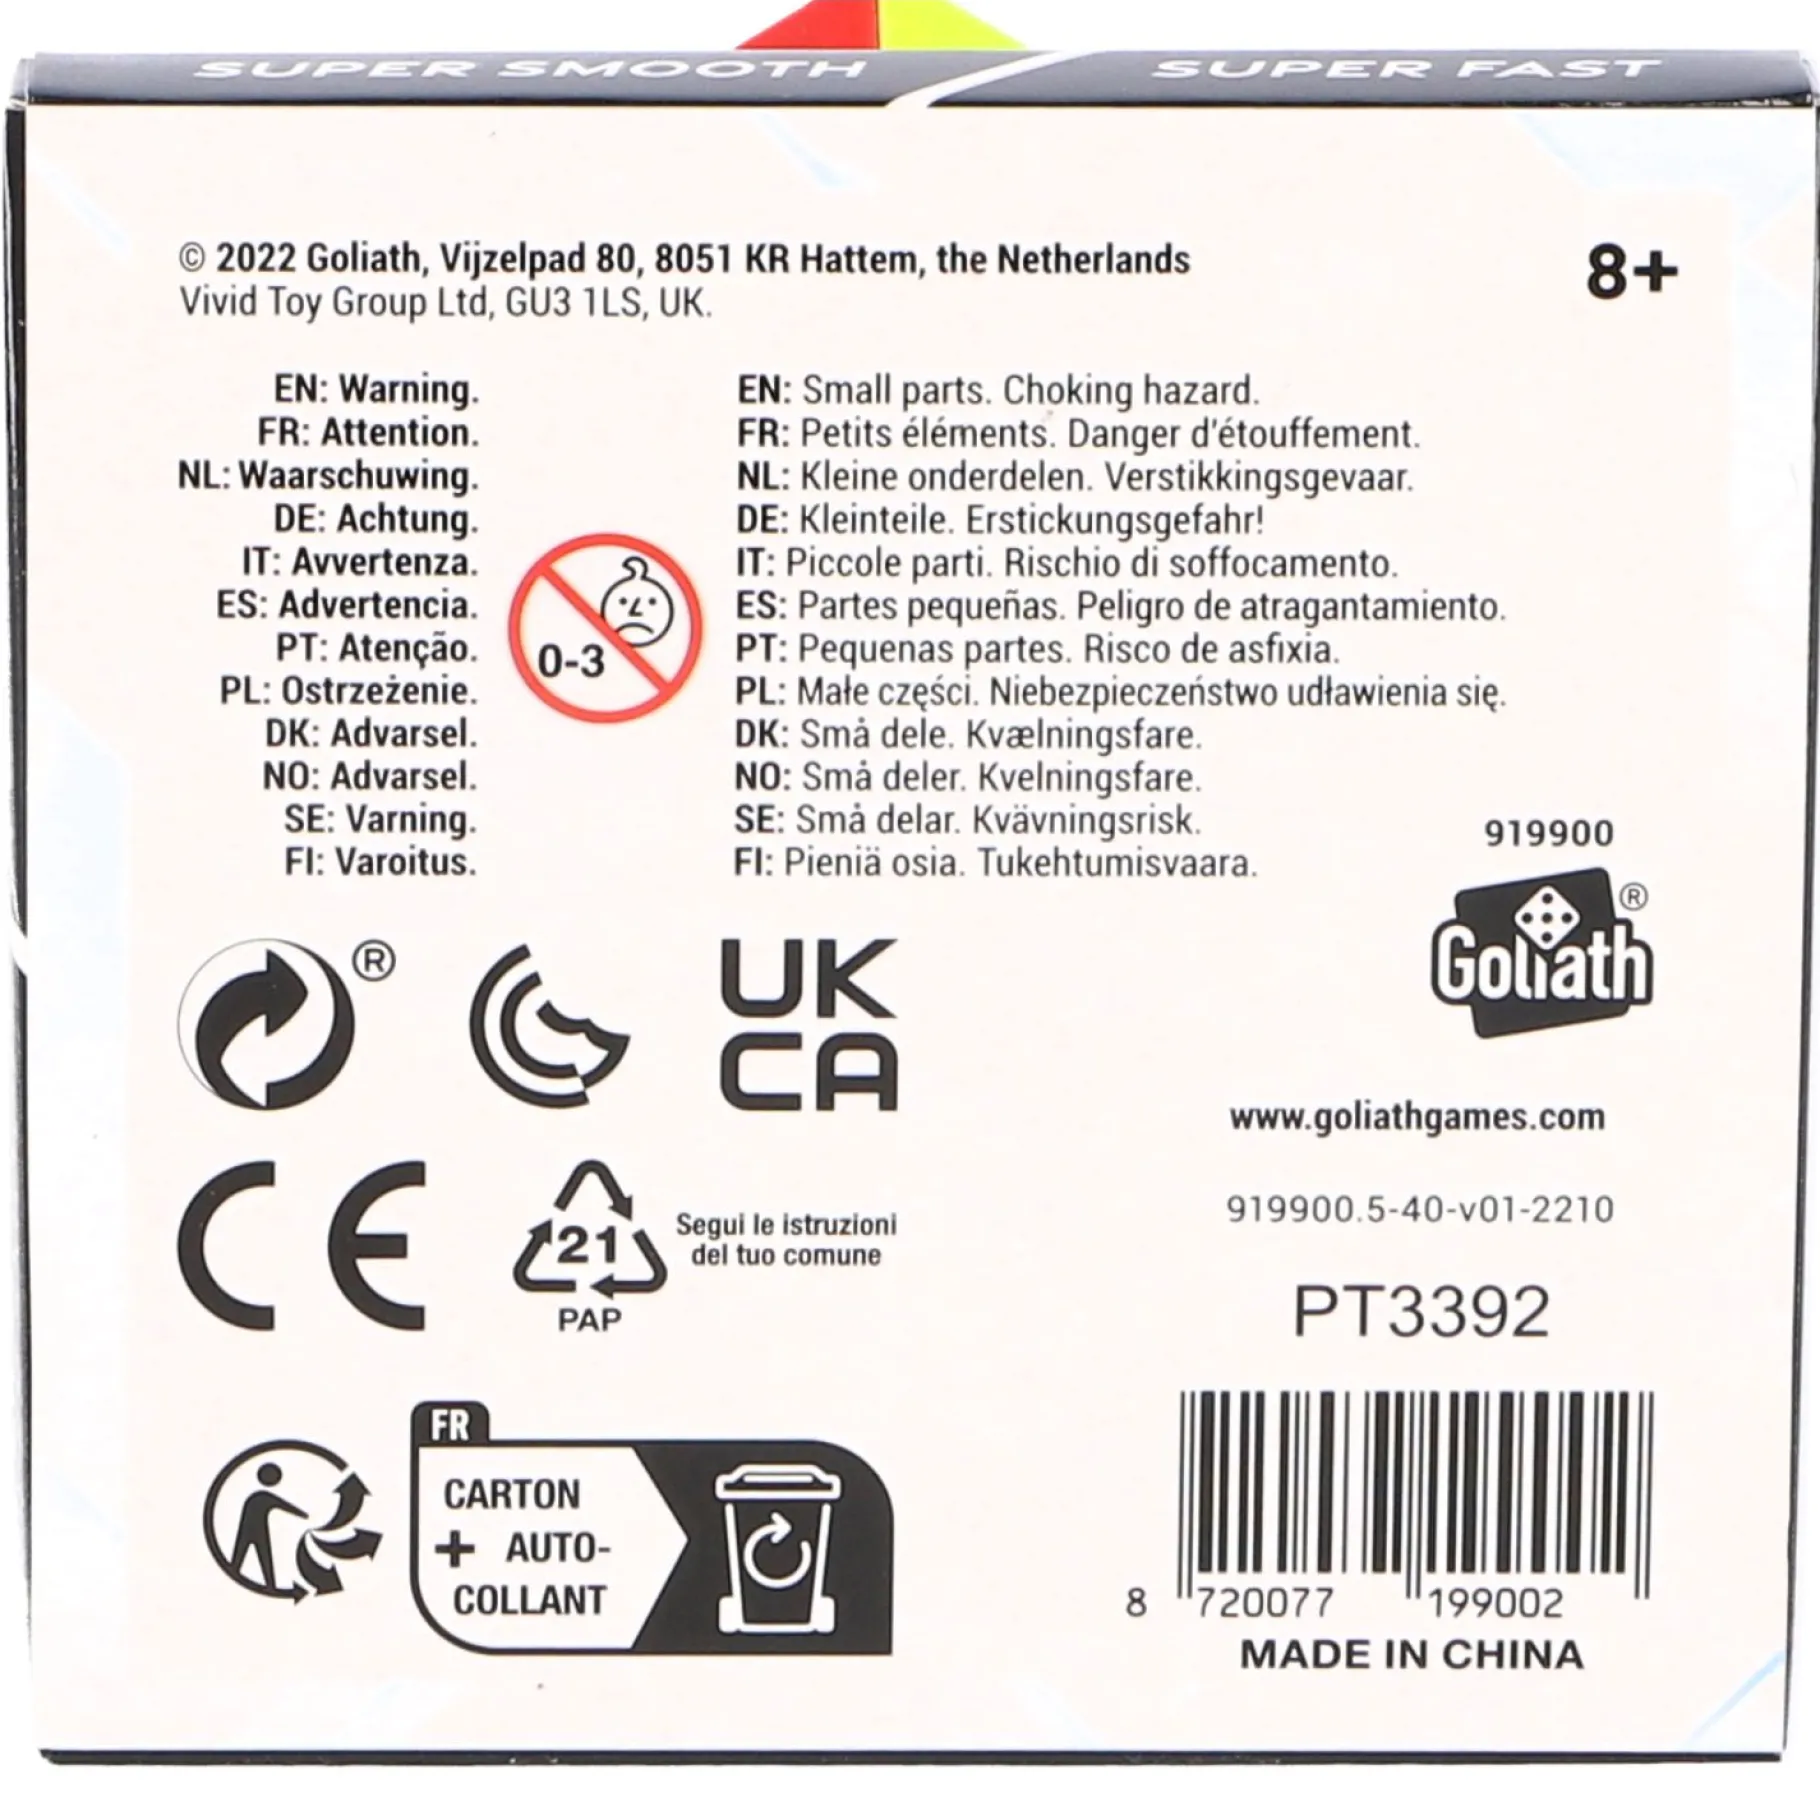 SUPER SMOOTH SUPER FAST
© 2022 Goliath, Vijzelpad 80, 8051 KR Hattem, the Netherlands
Vivid Toy Group Ltd, GU3 1LS, UK.
8+
EN: Warning.
FR: Attention.
NL: Waarschuwing.
DE: Achtung.
IT: Avvertenza.
ES: Advertencia.
PT: Atenção.
PL: Ostrzeżenie.
DK: Advarsel.
NO: Advarsel.
SE: Varning.
FI: Varoitus.
0-3
EN: Small parts. Choking hazard.
FR: Petits éléments. Danger d'étouffement.
NL: Kleine onderdelen. Verstikkingsgevaar.
DE: Kleinteile. Erstickungsgefahr!
IT: Piccole parti. Rischio di soffocamento.
ES: Partes pequeñas. Peligro de atragantamiento.
PT: Pequenas partes. Risco de asfixia.
PL: Małe części. Niebezpieczeństwo udławienia się.
DK: Små dele. Kvælningsfare.
NO: Små deler. Kvelningsfare.
SE: Små delar. Kvävningsrisk.
FI: Pieniä osia. Tukehtumisvaara.
919900
Goliath®
®
UK
CA
CE
21
PAP
Segui le istruzioni
del tuo comune
www.goliathgames.com
919900.5-40-v01-2210
PT3392
FR
CARTON
+ AUTO-
COLLANT
8 720077 199002
MADE IN CHINA